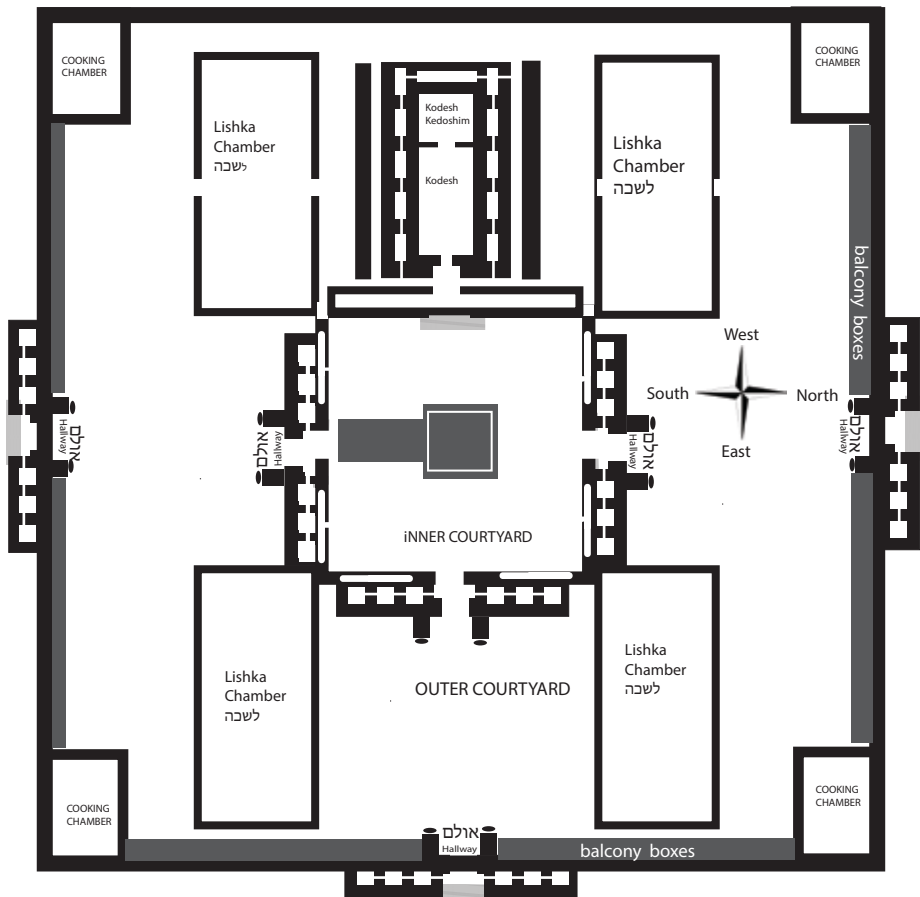 COOKING
CHAMBER
COOKING
CHAMBER
Kodesh
Kedoshim
Lishka
Chamber
לשכה
Lishka
Chamber
לשכה
Kodesh
balcony boxes
West
South
North
East
אולם
Hallway
אולם
Hallway
אולם
Hallway
אולם
Hallway
iNNER COURTYARD
Lishka
Chamber
לשכה
Lishka
Chamber
לשכה
OUTER COURTYARD
COOKING
CHAMBER
COOKING
CHAMBER
אולם
Hallway
balcony boxes